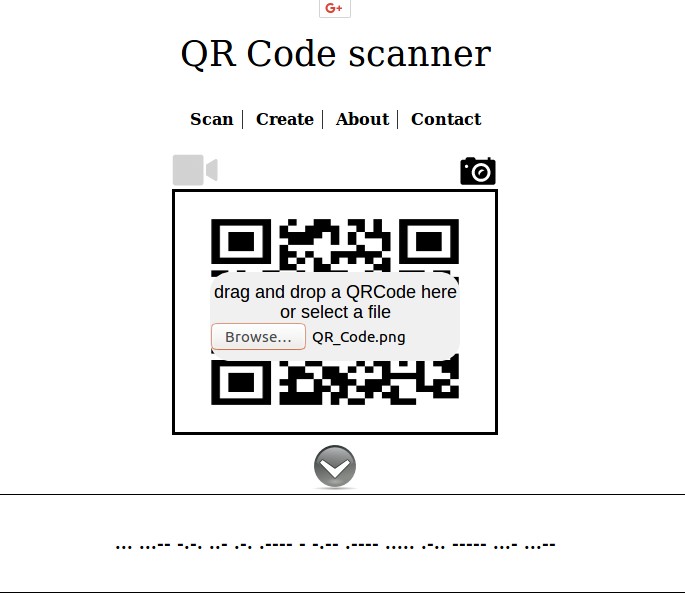 G+
QR Code scanner
Scan
Create
About
Contact
drag and drop a QRCode here
or select a file
Browse...
QR_Code.png
... ...-- -.-. ..- .-. .---- - -.-- .---- ..... .-.. ----- ...- ...--